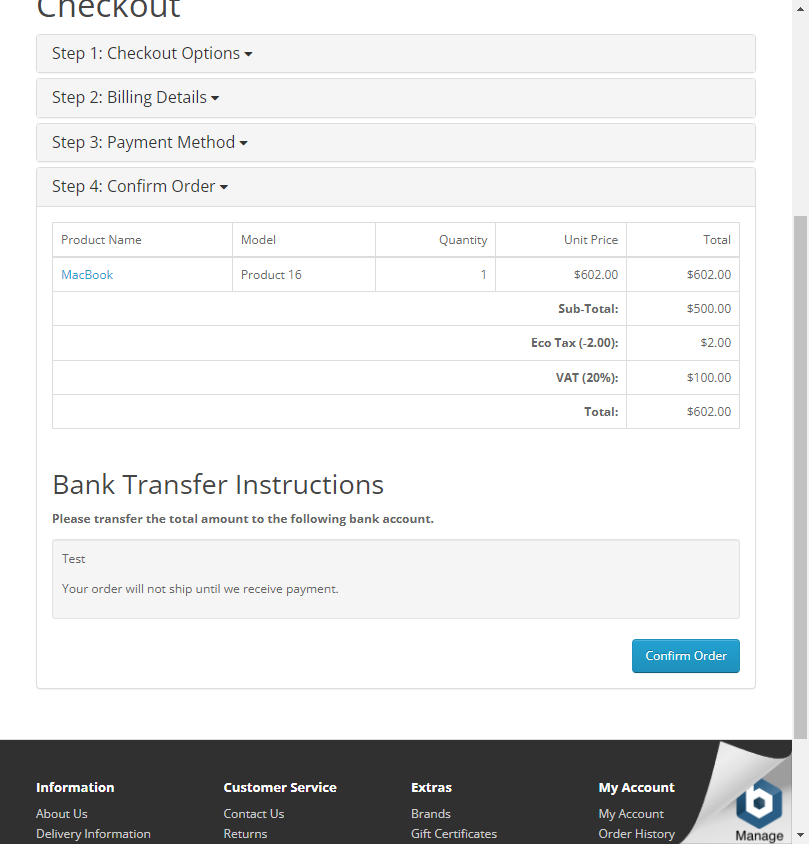 Checkout
Step 1: Checkout Options
Step 2: Billing Details
Step 3: Payment Method
Step 4: Confirm Order
Product Name Model Quantity Unit Price Total
MacBook Product 16 1 $602.00 $602.00
Sub-Total: $500.00
Eco Tax (-2.00): $2.00
VAT (20%): $100.00
Total: $602.00
Bank Transfer Instructions
Please transfer the total amount to the following bank account.
Test
Your order will not ship until we receive payment.
Confirm Order
Information Customer Service Extras My Account
About Us Contact Us Brands My Account
Delivery Information Returns Gift Certificates Order History
Manage